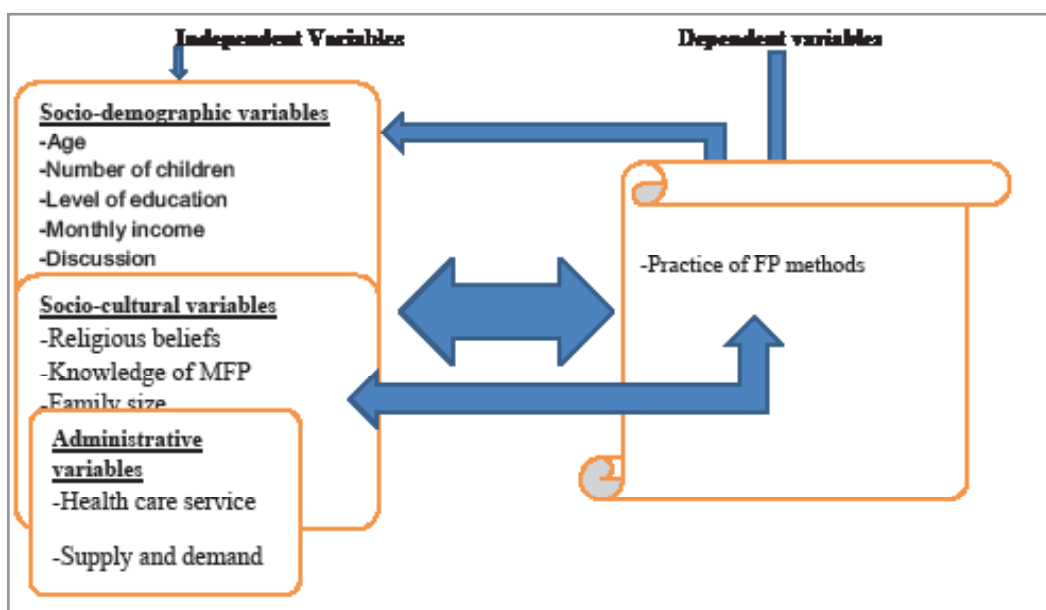 Independent Variables
Dependent variables
Socio-demographic variables
-Age
-Number of children
-Level of education
-Monthly income
-Discussion
Socio-cultural variables
-Religious beliefs
-Knowledge of MFP
-Family size
Administrative
variables
-Health care service
-Supply and demand
-Practice of FP methods